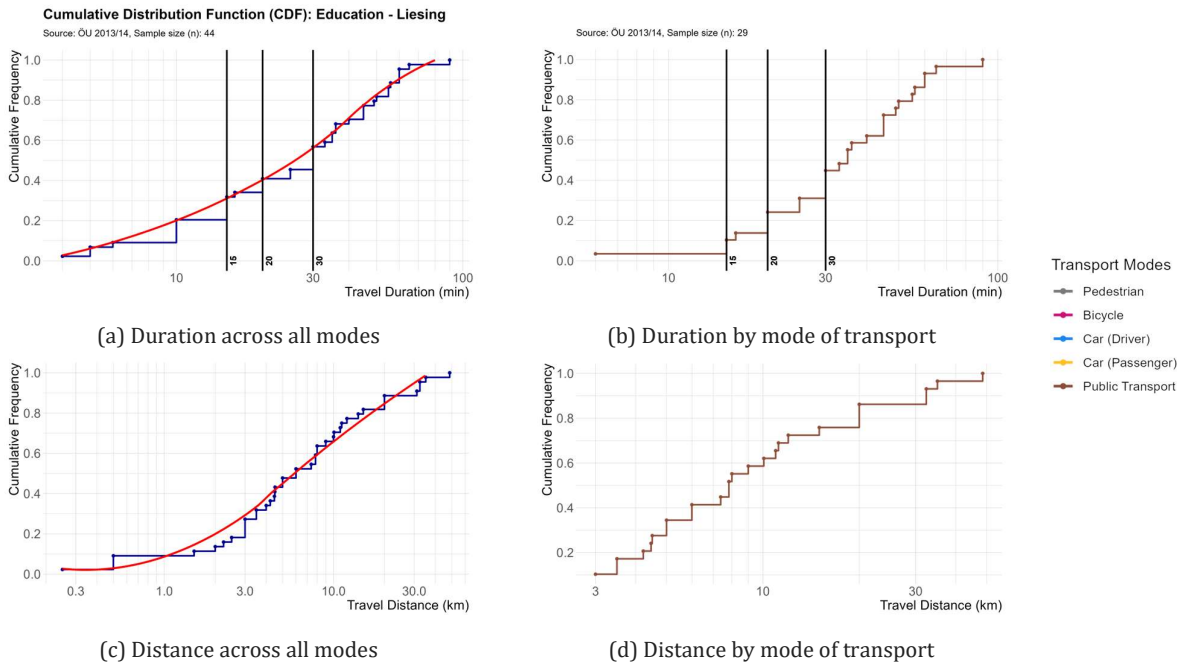 Cumulative Distribution Function (CDF): Education - Liesing
Source: ÖU 2013/14, Sample size (n): 44
Cumulative Frequency
1.0
0.8
0.6
0.4
0.2
0.0
15
20
30
10
30
100
Travel Duration (min)
(a) Duration across all modes
Source: ÖU 2013/14, Sample size (n): 29
Cumulative Frequency
1.0
0.8
0.6
0.4
0.2
0.0
15
20
30
10
30
100
Travel Duration (min)
(b) Duration by mode of transport
Transport Modes
Pedestrian
Bicycle
Car (Driver)
Car (Passenger)
Public Transport
Cumulative Frequency
1.0
0.8
0.6
0.4
0.2
0.0
0.3
1.0
3.0
10.0
30.0
Travel Distance (km)
(c) Distance across all modes
Cumulative Frequency
1.0
0.8
0.6
0.4
0.2
3
10
30
Travel Distance (km)
(d) Distance by mode of transport